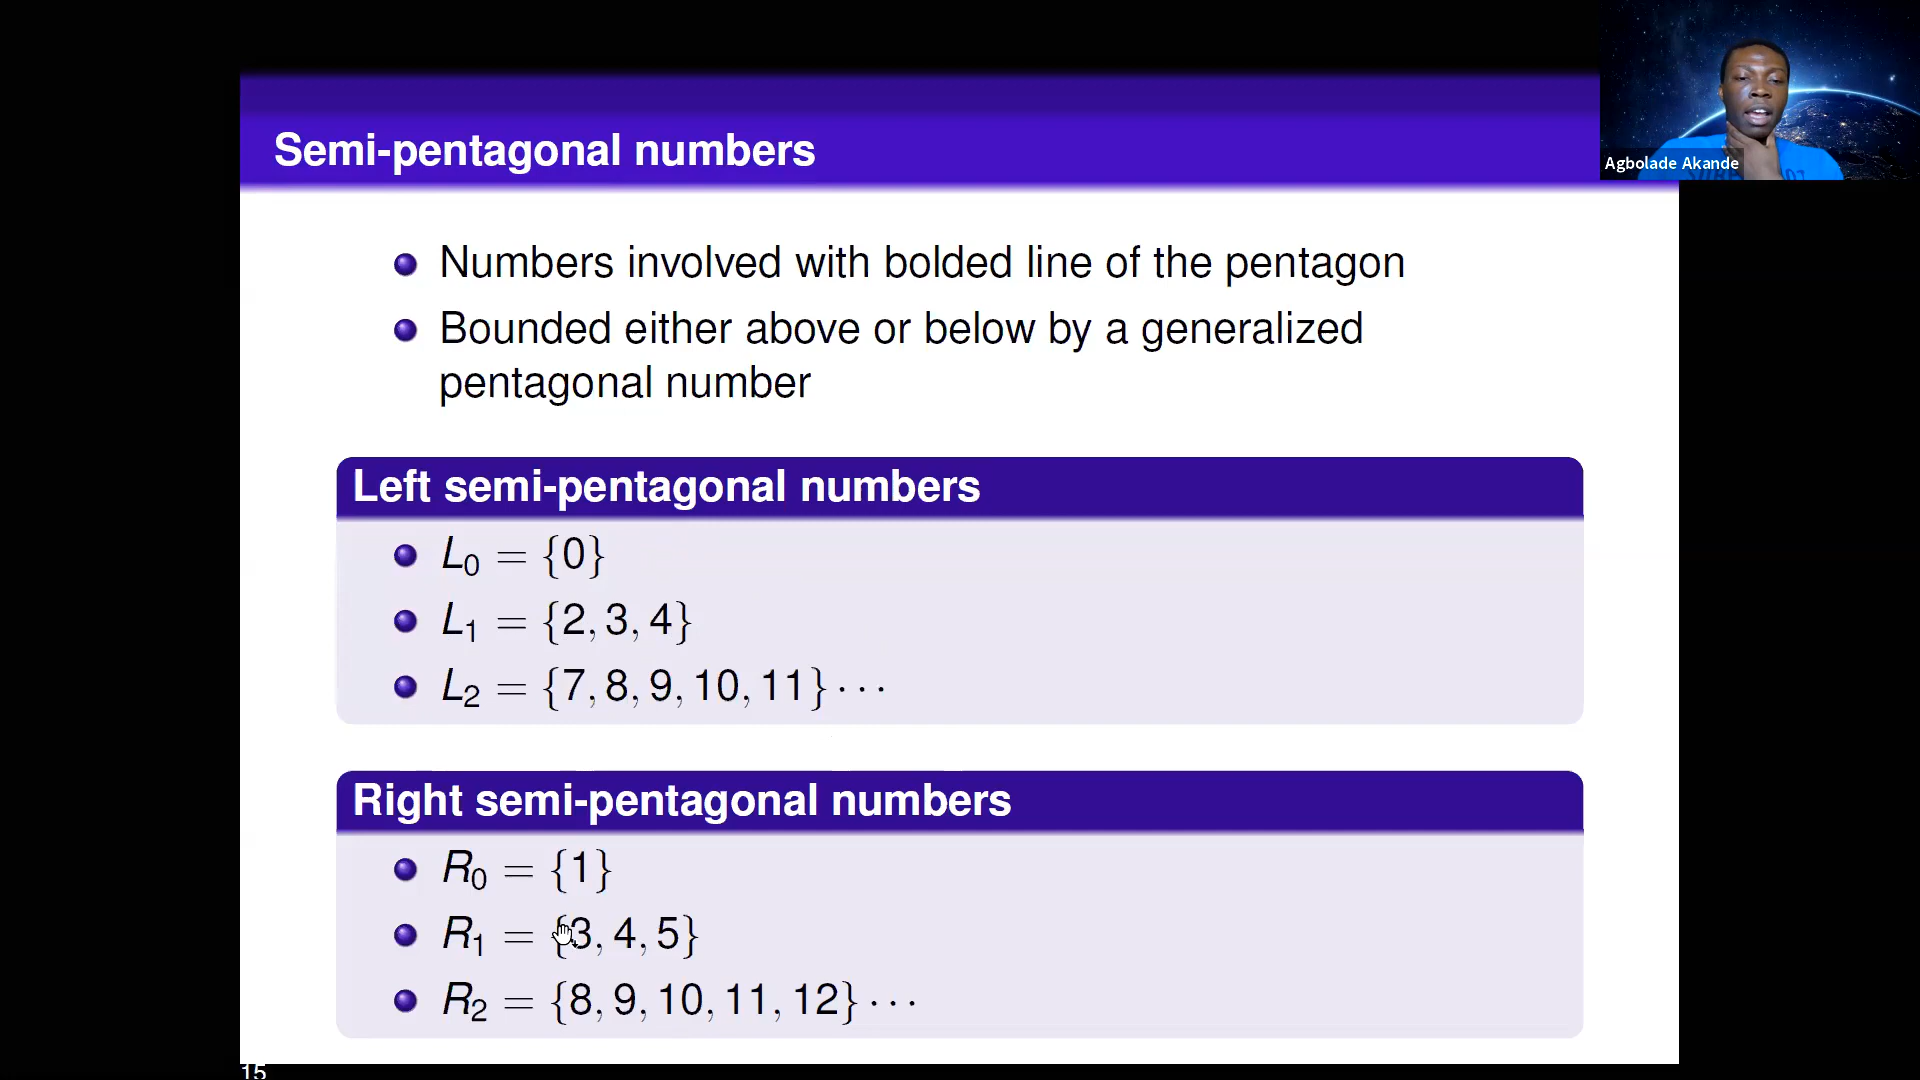 Semi-pentagonal numbers
Agbolade Akande
Numbers involved with bolded line of the pentagon
Bounded either above or below by a generalized
pentagonal number
Left semi-pentagonal numbers
L₀ = {0}
L₁ = {2, 3, 4}
L₂ = {7, 8, 9, 10, 11} ⋯
Right semi-pentagonal numbers
R₀ = {1}
R₁ = {3, 4, 5}
R₂ = {8, 9, 10, 11, 12} ⋯
15